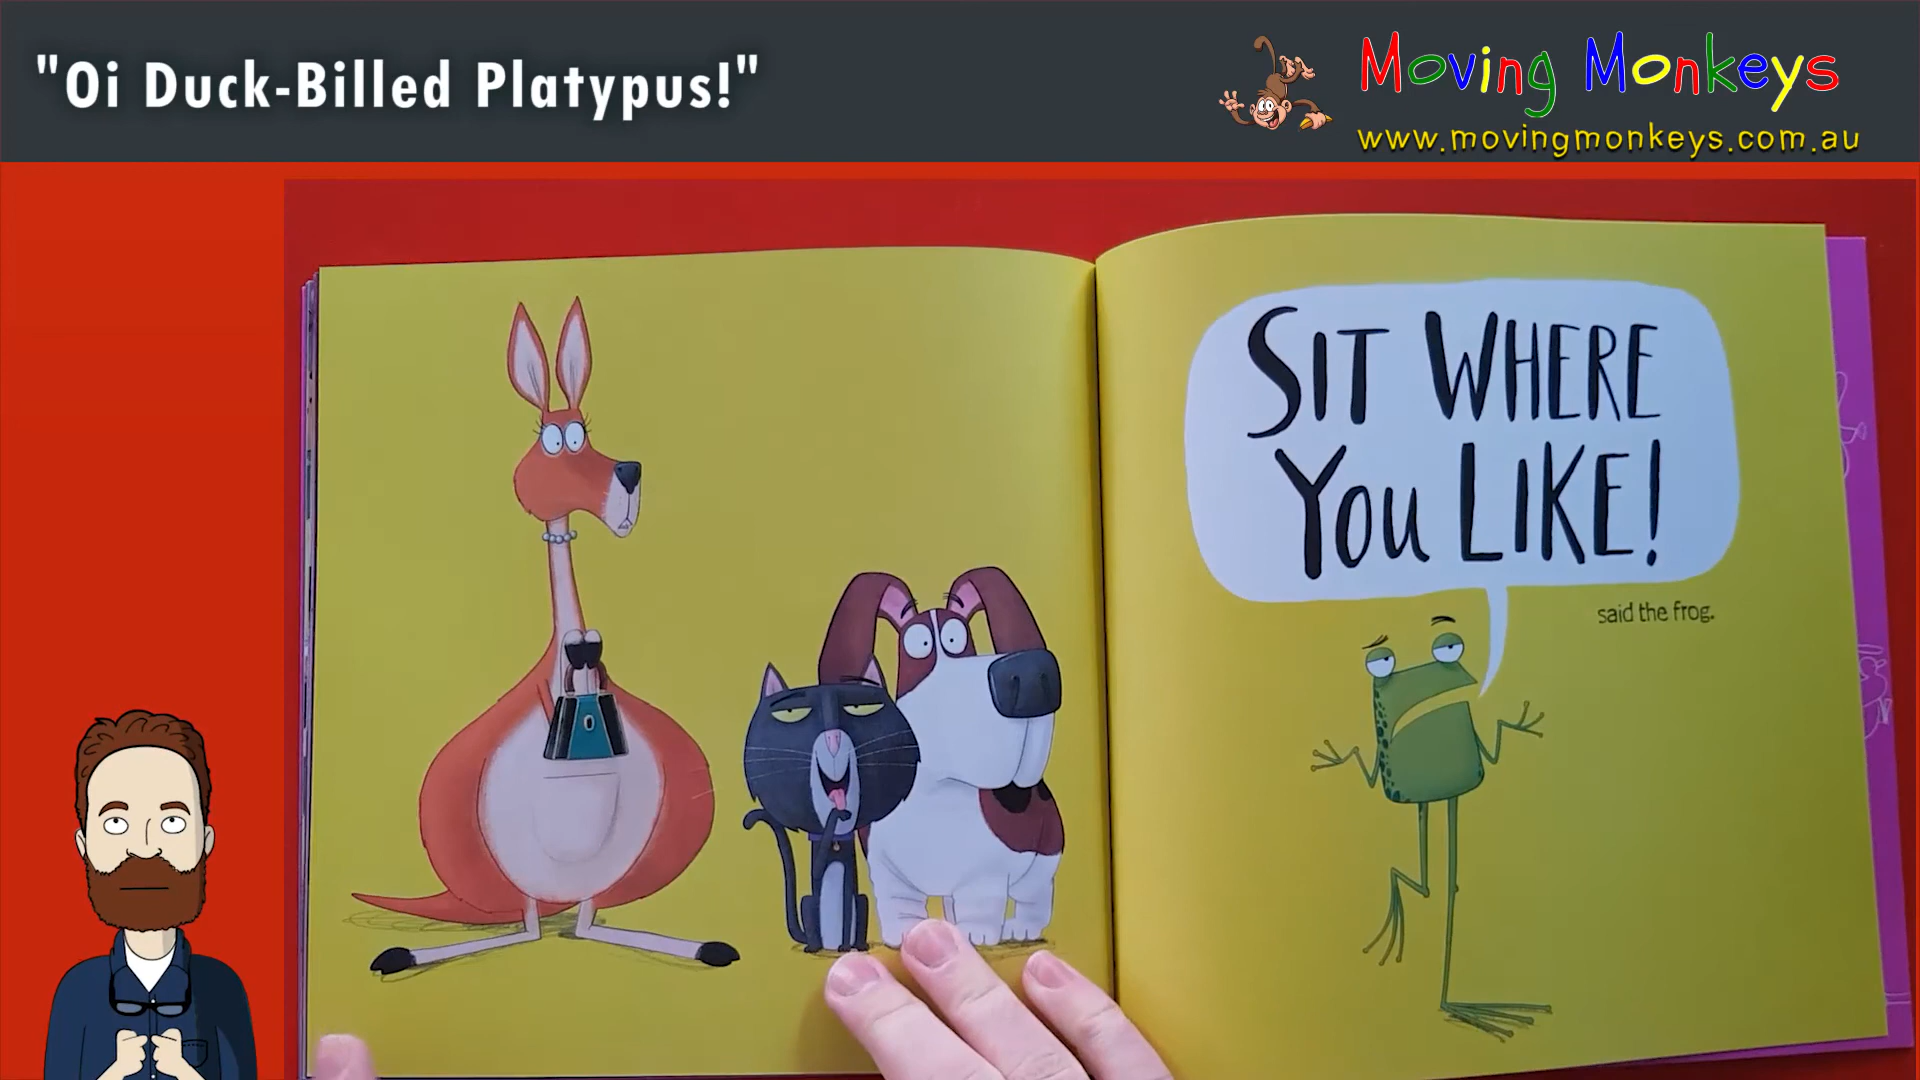 "Oi Duck-Billed Platypus!"
Moving Monkeys
www.movingmonkeys.com.au
SIT WHERE
YOU LIKE!
said the frog.